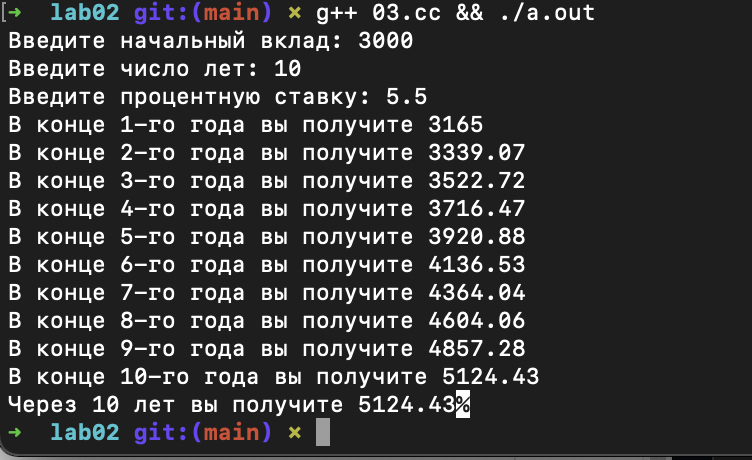 [➜ lab02 git:(main) ✗ g++ 03.cc && ./a.out
Введите начальный вклад: 3000
Введите число лет: 10
Введите процентную ставку: 5.5
В конце 1-го года вы получите 3165
В конце 2-го года вы получите 3339.07
В конце 3-го года вы получите 3522.72
В конце 4-го года вы получите 3716.47
В конце 5-го года вы получите 3920.88
В конце 6-го года вы получите 4136.53
В конце 7-го года вы получите 4364.04
В конце 8-го года вы получите 4604.06
В конце 9-го года вы получите 4857.28
В конце 10-го года вы получите 5124.43
Через 10 лет вы получите 5124.43%
➜ lab02 git:(main) ✗